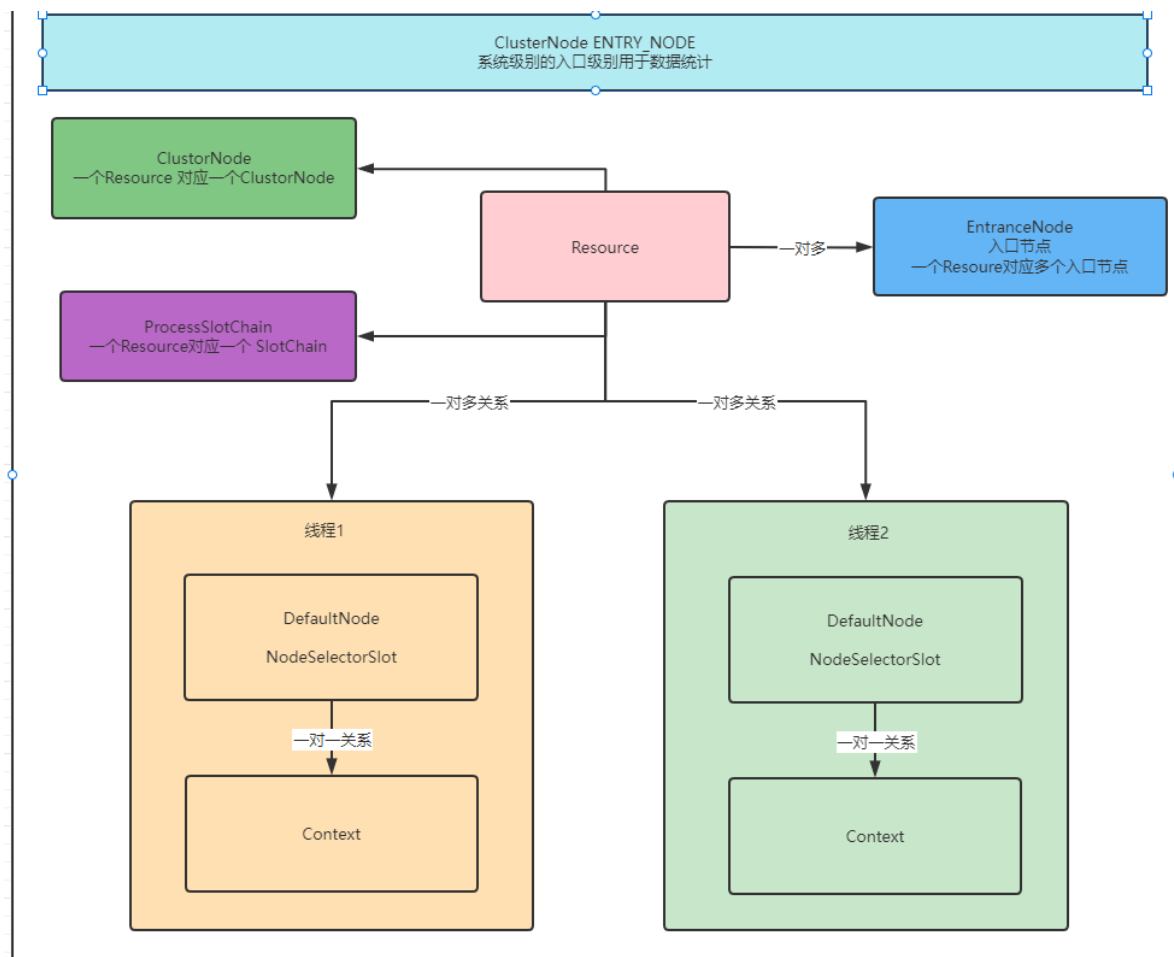 ClusterNode ENTRY_NODE
系统级别的入口级别用于数据统计
ClustorNode
一个Resource 对应一个ClustorNode
Resource
一对多
EntranceNode
入口节点
一个Resoure对应多个入口节点
ProcessSlotChain
一个Resource对应一个 SlotChain
一对多关系
一对多关系
线程1
线程2
DefaultNode
NodeSelectorSlot
DefaultNode
NodeSelectorSlot
一对一关系
一对一关系
Context
Context